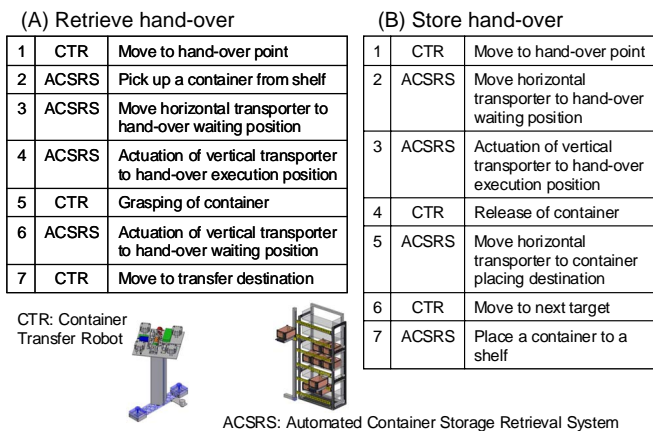 (A) Retrieve hand-over
1 CTR Move to hand-over point
2 ACSRS Pick up a container from shelf
3 ACSRS Move horizontal transporter to
hand-over waiting position
4 ACSRS Actuation of vertical transporter
to hand-over execution position
5 CTR Grasping of container
6 ACSRS Actuation of vertical transporter
to hand-over waiting position
7 CTR Move to transfer destination
(B) Store hand-over
1 CTR Move to hand-over point
2 ACSRS Move horizontal
transporter to hand-over
waiting position
3 ACSRS Actuation of vertical
transporter to hand-over
execution position
4 CTR Release of container
5 ACSRS Move horizontal
transporter to container
placing destination
6 CTR Move to next target
7 ACSRS Place a container to a
shelf
CTR: Container
Transfer Robot
ACSRS: Automated Container Storage Retrieval System